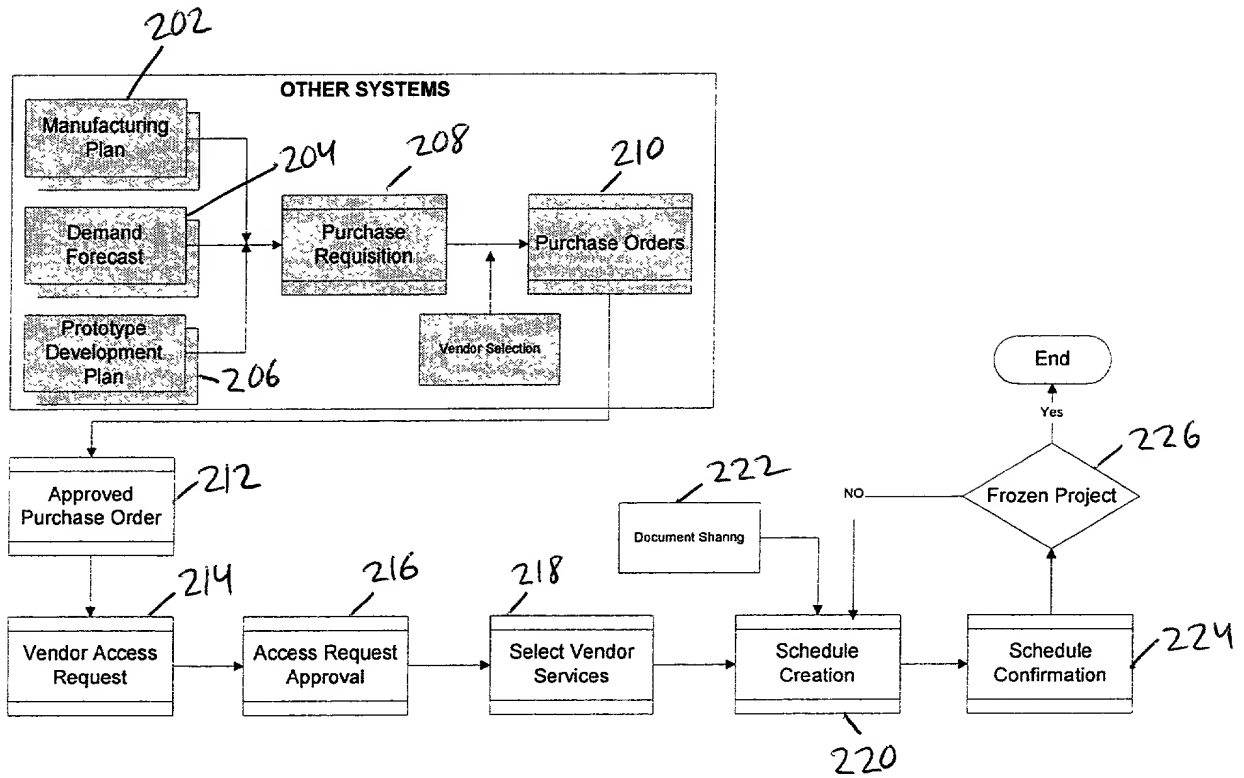 202
OTHER SYSTEMS
Manufacturing
Plan
204
208
210
Demand
Forecast
Purchase
Requisition
Purchase Orders
Prototype
Development
Plan
206
Vendor Selection
End
Yes
226
Frozen Project
NO
222
Document Sharing
212
Approved
Purchase Order
214
216
218
Vendor Access
Request
Access Request
Approval
Select Vendor
Services
Schedule
Creation
Schedule
Confirmation
224
220